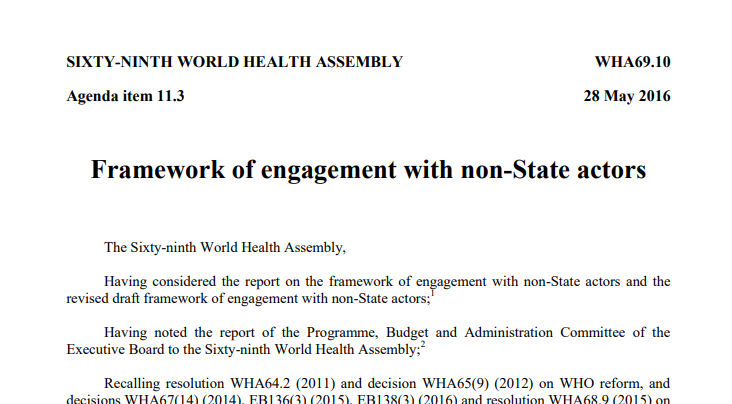 SIXTY-NINTH WORLD HEALTH ASSEMBLY WHA69.10
Agenda item 11.3 28 May 2016
Framework of engagement with non-State actors
The Sixty-ninth World Health Assembly,
Having considered the report on the framework of engagement with non-State actors and the
revised draft framework of engagement with non-State actors;1
Having noted the report of the Programme, Budget and Administration Committee of the
Executive Board to the Sixty-ninth World Health Assembly;2
Recalling resolution WHA64.2 (2011) and decision WHA65(9) (2012) on WHO reform, and
decisions WHA67(14) (2014), EB136(3) (2015), EB138(3) (2016) and resolution WHA68.9 (2015) on